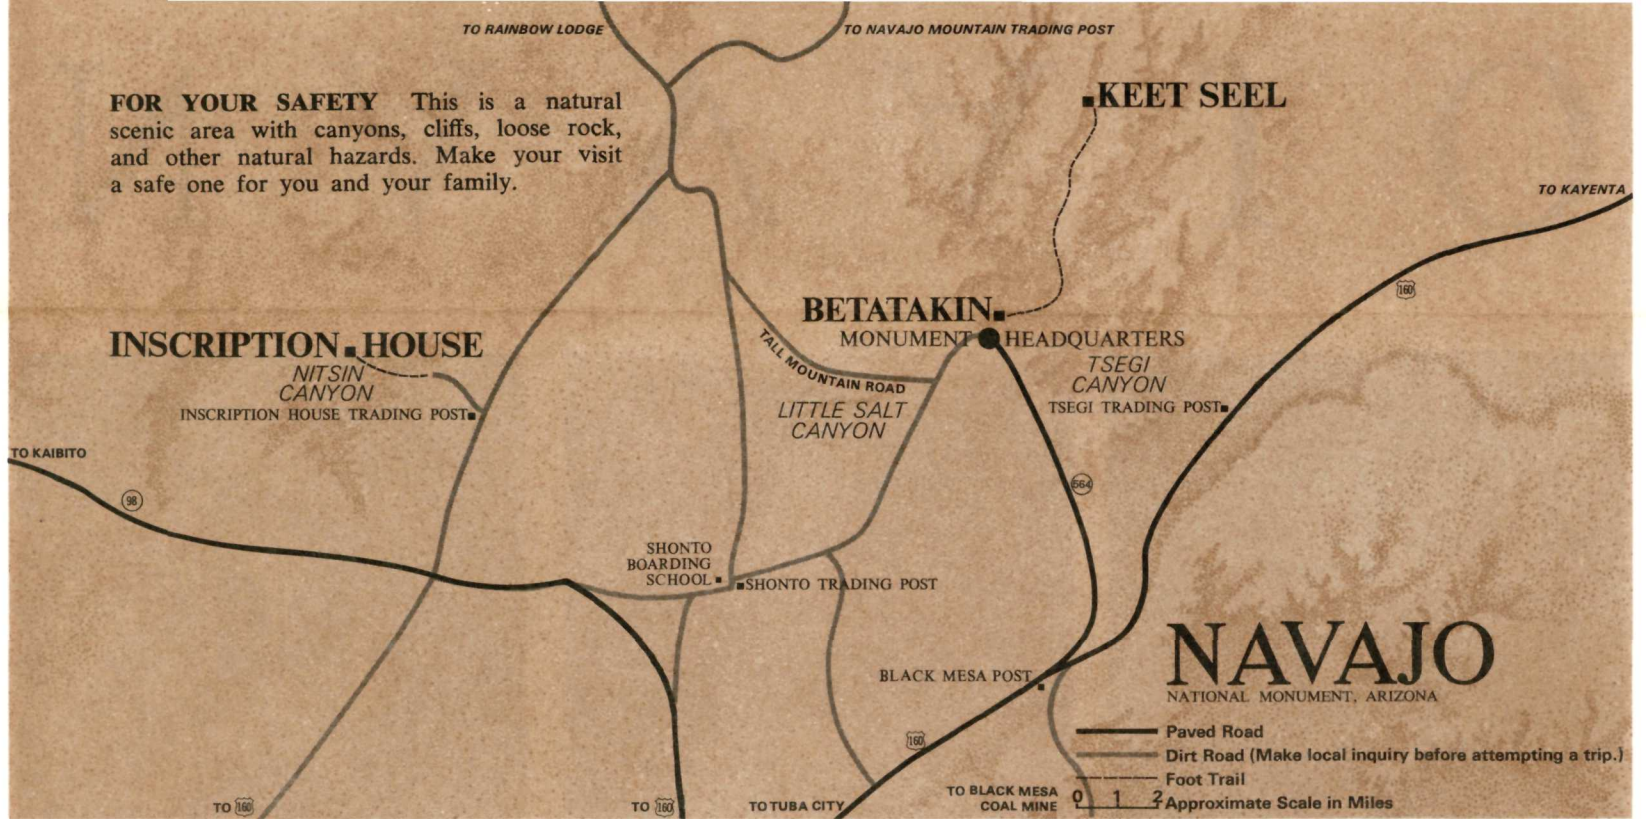 TO RAINBOW LODGE
TO NAVAJO MOUNTAIN TRADING POST
FOR YOUR SAFETY This is a natural
scenic area with canyons, cliffs, loose rock,
and other natural hazards. Make your visit
a safe one for you and your family.
KEET SEEL
TO KAYENTA
160
BETATAKIN
MONUMENT HEADQUARTERS
INSCRIPTION HOUSE
NITSIN
CANYON
INSCRIPTION HOUSE TRADING POST
TALL MOUNTAIN ROAD
LITTLE SALT
CANYON
TSEGI
CANYON
TSEGI TRADING POST
TO KAIBITO
98
564
SHONTO
BOARDING
SCHOOL
SHONTO TRADING POST
BLACK MESA POST
160
NAVAJO
NATIONAL MONUMENT, ARIZONA
Paved Road
Dirt Road (Make local inquiry before attempting a trip.)
Foot Trail
0 1 2 Approximate Scale in Miles
TO 160
TO 160
TO TUBA CITY
TO BLACK MESA
COAL MINE